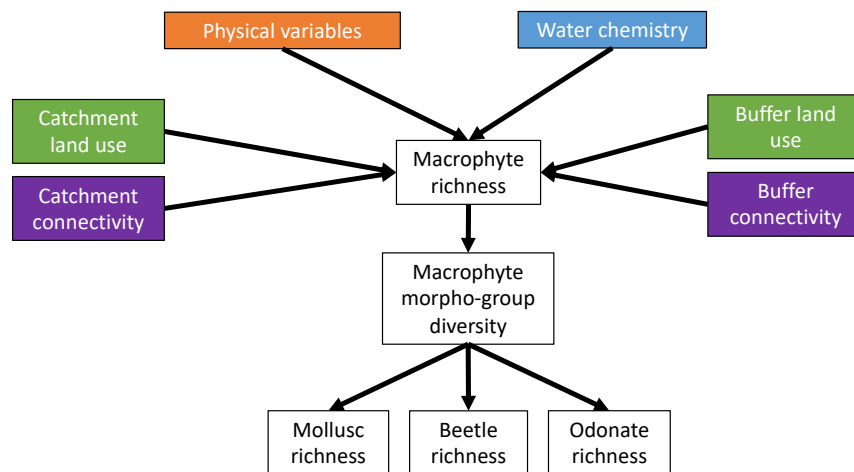 Physical variables
Water chemistry
Catchment
land use
Buffer land
use
Macrophyte
richness
Catchment
connectivity
Buffer
connectivity
Macrophyte
morpho-group
diversity
Mollusc
richness
Beetle
richness
Odonate
richness